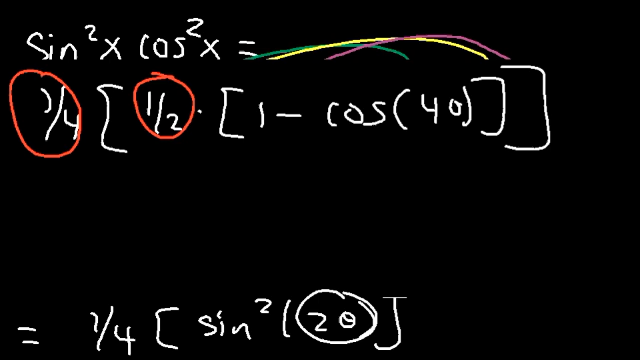 sin²x cos²x =
1/4 [ 1/2 · [ 1 - cos(4θ) ] ]
= 1/4 [ sin² ( 2θ ) ]